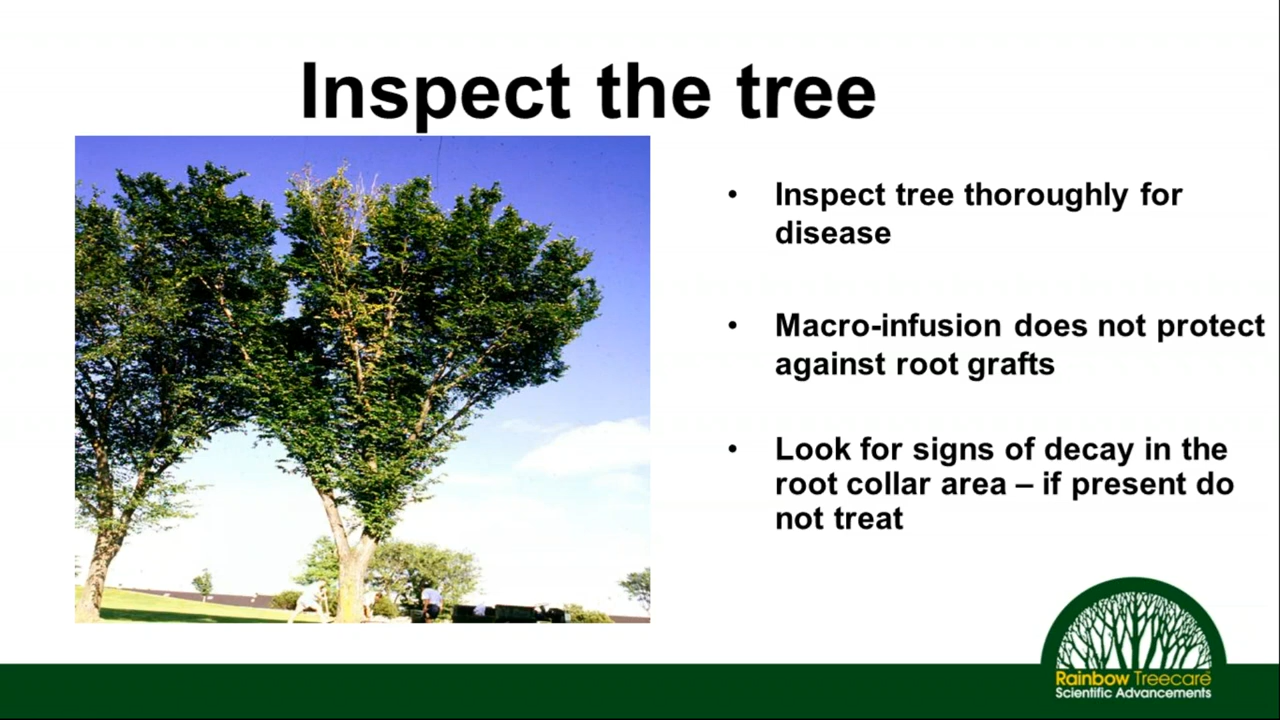 Inspect the tree
• Inspect tree thoroughly for
disease
• Macro-infusion does not protect
against root grafts
• Look for signs of decay in the
root collar area – if present do
not treat
Rainbow Treecare
Scientific Advancements